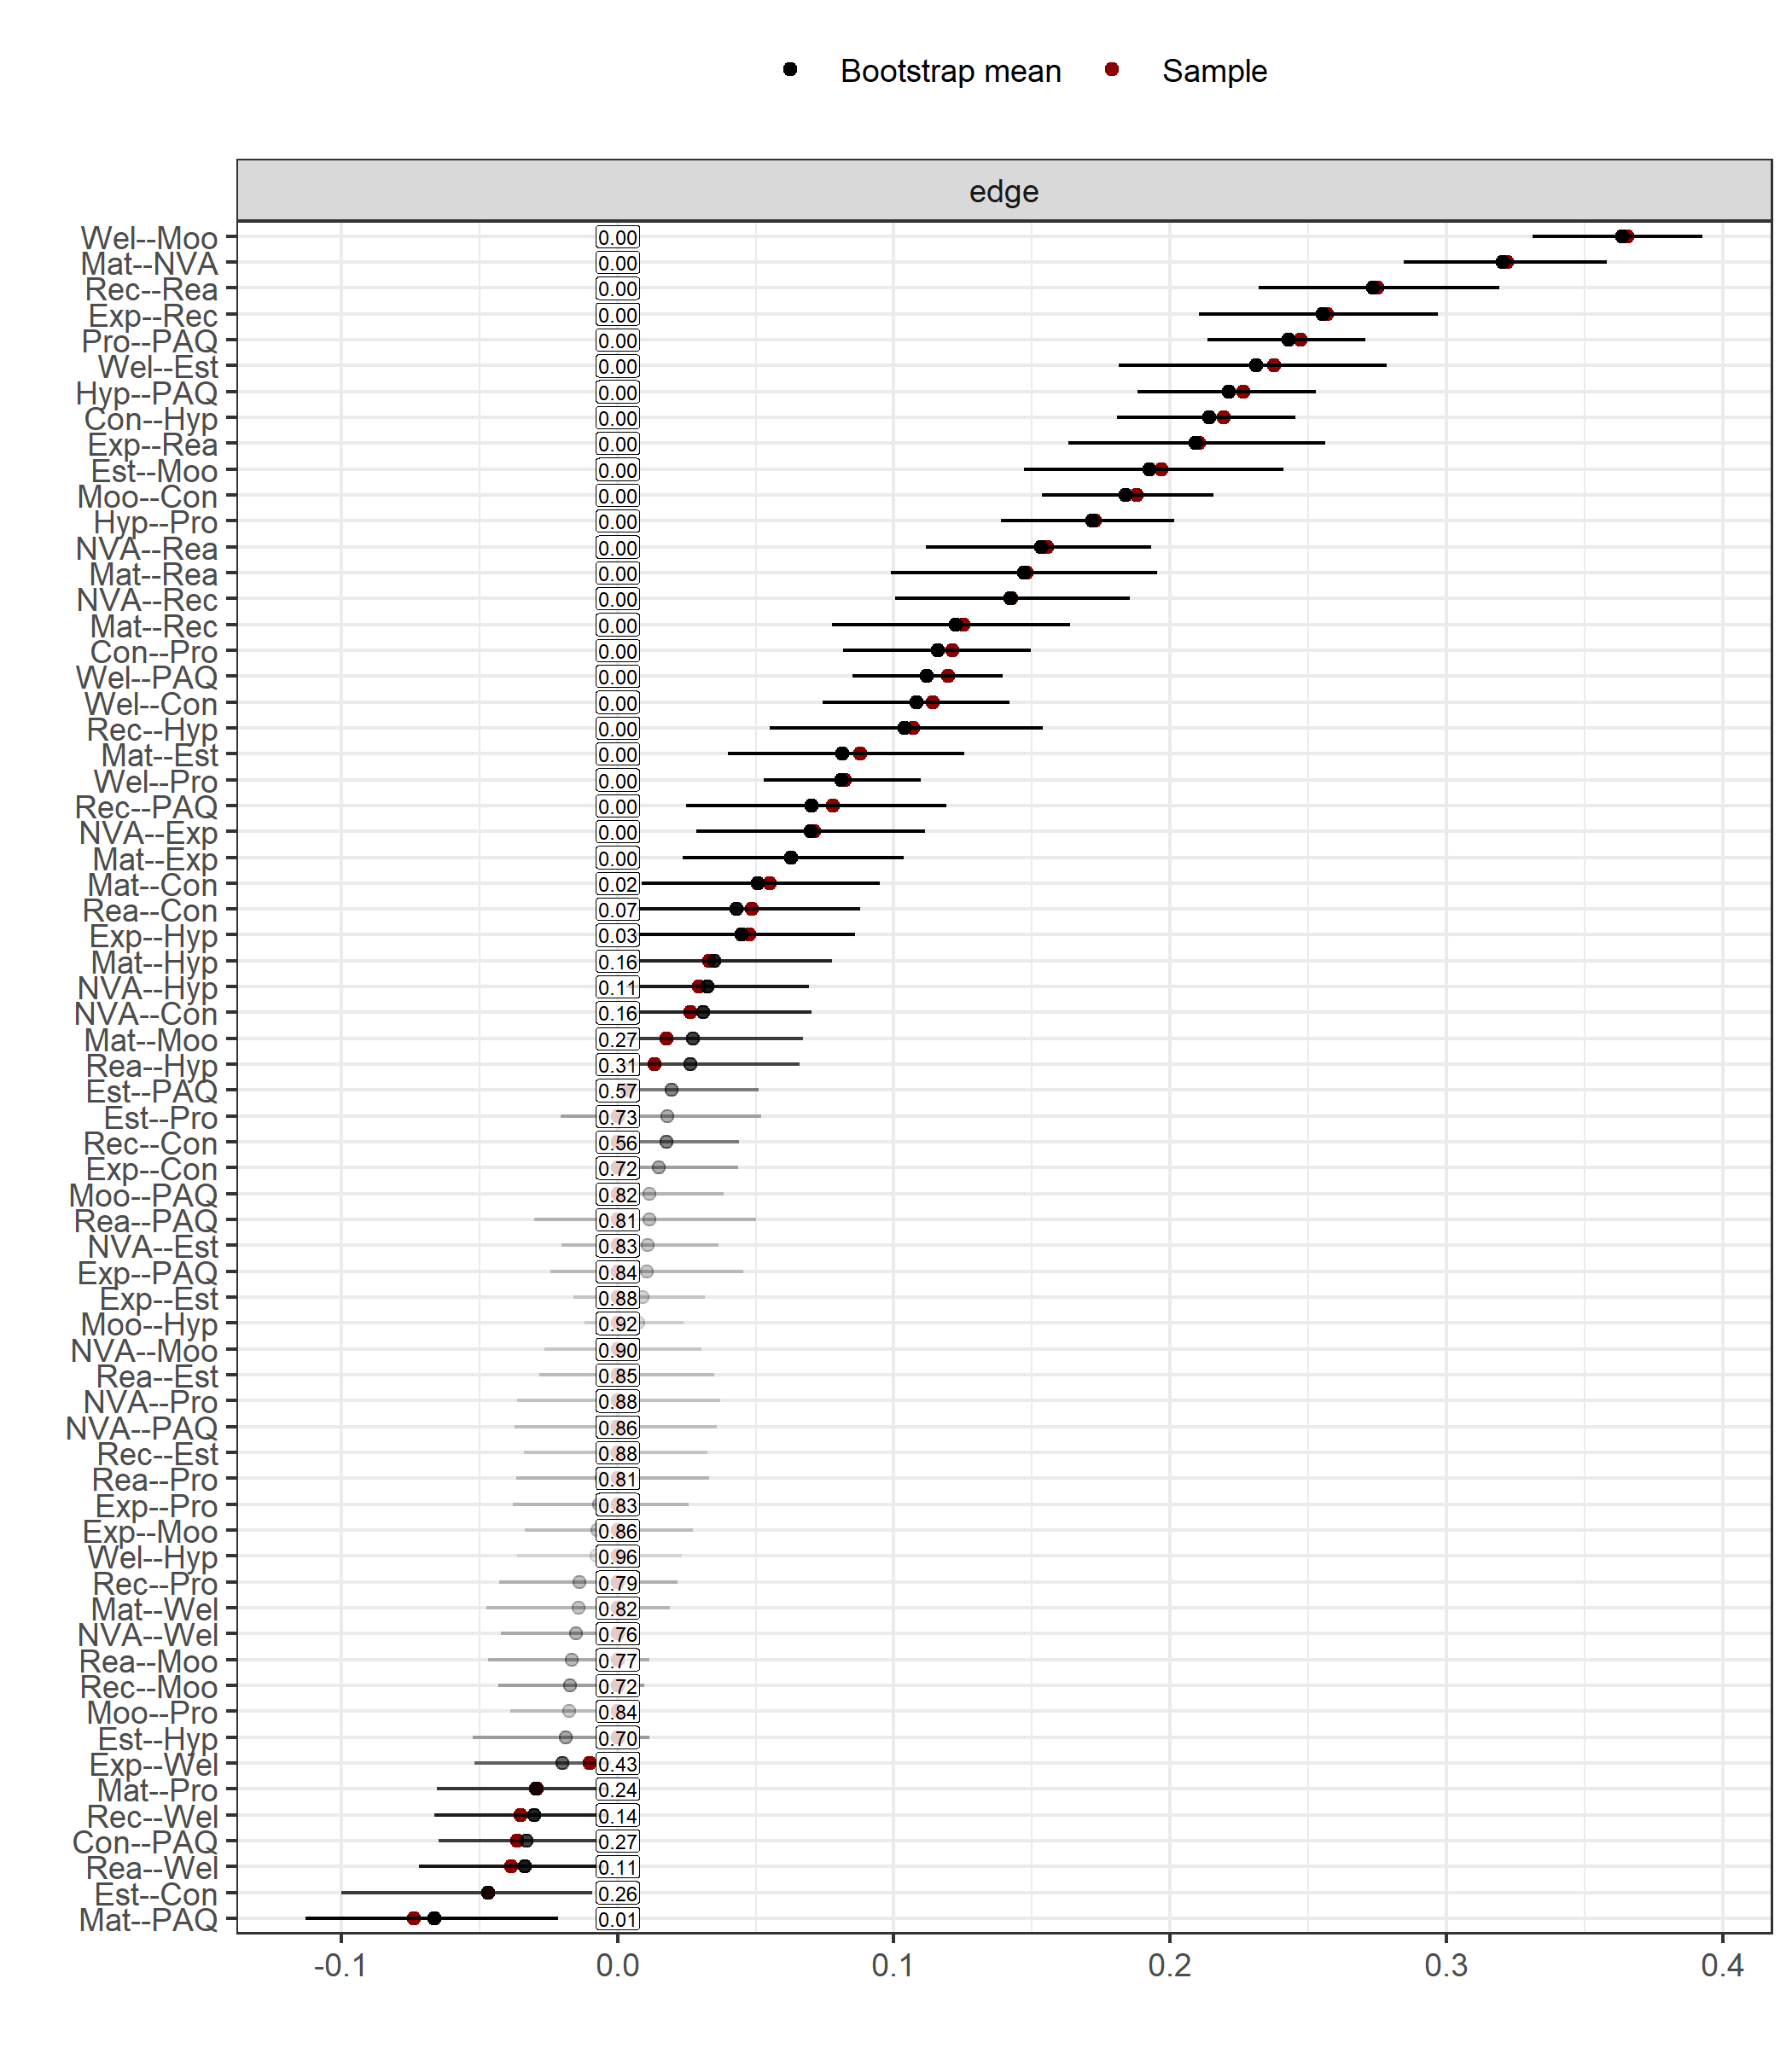 Bootstrap mean Sample
edge
Wel--Moo 0.00
Mat--NVA 0.00
Rec--Rea 0.00
Exp--Rec 0.00
Pro--PAQ 0.00
Wel--Est 0.00
Hyp--PAQ 0.00
Con--Hyp 0.00
Exp--Rea 0.00
Est--Moo 0.00
Moo--Con 0.00
Hyp--Pro 0.00
NVA--Rea 0.00
Mat--Rea 0.00
NVA--Rec 0.00
Mat--Rec 0.00
Con--Pro 0.00
Wel--PAQ 0.00
Wel--Con 0.00
Rec--Hyp 0.00
Mat--Est 0.00
Wel--Pro 0.00
Rec--PAQ 0.00
NVA--Exp 0.00
Mat--Exp 0.00
Mat--Con 0.02
Rea--Con 0.07
Exp--Hyp 0.03
Mat--Hyp 0.16
NVA--Hyp 0.11
NVA--Con 0.16
Mat--Moo 0.27
Rea--Hyp 0.31
Est--PAQ 0.57
Est--Pro 0.73
Rec--Con 0.56
Exp--Con 0.72
Moo--PAQ 0.82
Rea--PAQ 0.81
NVA--Est 0.83
Exp--PAQ 0.84
Exp--Est 0.88
Moo--Hyp 0.92
NVA--Moo 0.90
Rea--Est 0.85
NVA--Pro 0.88
NVA--PAQ 0.86
Rec--Est 0.88
Rea--Pro 0.81
Exp--Pro 0.83
Exp--Moo 0.86
Wel--Hyp 0.96
Rec--Pro 0.79
Mat--Wel 0.82
NVA--Wel 0.76
Rea--Moo 0.77
Rec--Moo 0.72
Moo--Pro 0.84
Est--Hyp 0.70
Exp--Wel 0.43
Mat--Pro 0.24
Rec--Wel 0.14
Con--PAQ 0.27
Rea--Wel 0.11
Est--Con 0.26
Mat--PAQ 0.01
-0.1 0.0 0.1 0.2 0.3 0.4